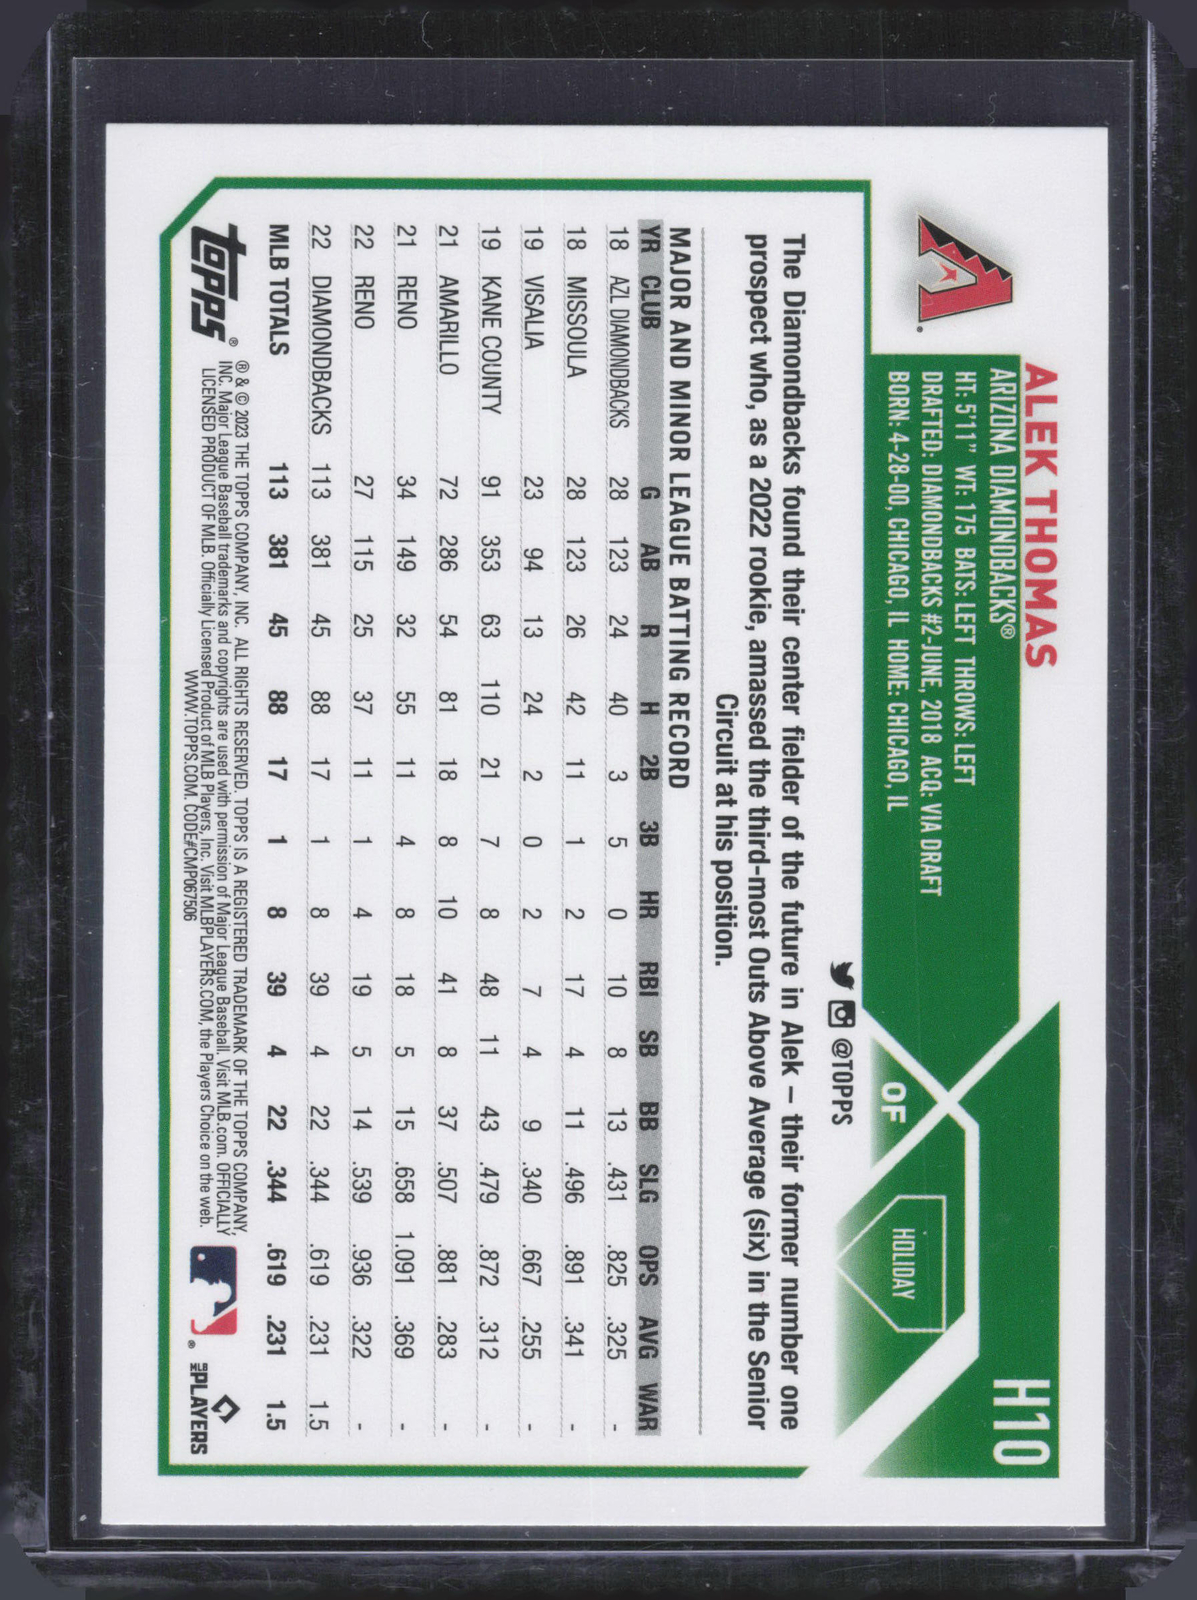 H10
ALEK THOMAS
ARIZONA DIAMONDBACKS®
HT: 5'11" WT: 175 BATS: LEFT THROWS: LEFT
DRAFTED: DIAMONDBACKS #2-JUNE, 2018 ACQ: VIA DRAFT
BORN: 4-28-00, CHICAGO, IL HOME: CHICAGO, IL
HOLIDAY
OF
@TOPPS
The Diamondbacks found their center fielder of the future in Alek – their former number one
prospect who, as a 2022 rookie, amassed the third-most Outs Above Average (six) in the Senior
Circuit at his position.
MAJOR AND MINOR LEAGUE BATTING RECORD
YR CLUB G AB R H 2B 3B HR RBI SB BB SLG OPS AVG WAR
18 AZL DIAMONDBACKS 28 123 24 40 3 5 0 10 8 13 .431 .825 .325 -
18 MISSOULA 28 123 26 42 11 1 2 17 4 11 .496 .891 .341 -
19 VISALIA 23 94 13 24 2 0 2 7 4 9 .340 .667 .255 -
19 KANE COUNTY 91 353 63 110 21 7 8 48 11 43 .479 .872 .312 -
21 AMARILLO 72 286 54 81 18 8 10 41 8 37 .507 .881 .283 -
21 RENO 34 149 32 55 11 4 8 18 5 15 .658 1.091 .369 -
22 RENO 27 115 25 37 11 1 4 19 5 14 .539 .936 .322 -
22 DIAMONDBACKS 113 381 45 88 17 1 8 39 4 22 .344 .619 .231 1.5
MLB TOTALS 113 381 45 88 17 1 8 39 4 22 .344 .619 .231 1.5
topps®
® & © 2023 THE TOPPS COMPANY, INC. ALL RIGHTS RESERVED. TOPPS IS A REGISTERED TRADEMARK OF THE TOPPS COMPANY,
INC. Major League Baseball trademarks and copyrights are used with permission of Major League Baseball. Visit MLB.com. OFFICIALLY
LICENSED PRODUCT OF MLB. Officially Licensed Product of MLB Players, Inc. Visit MLBPLAYERS.COM, the Players Choice on the web.
WWW.TOPPS.COM. CODE#CMP067506
MLBPLAYERS